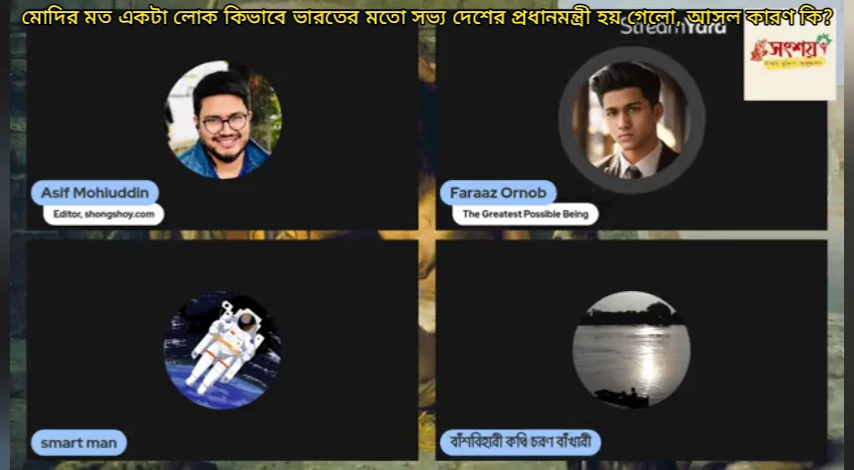 মোদির মত একটা লোক কিভাবে ভারতের মতো সভ্য দেশের প্রধানমন্ত্রী হয় গেলো, আসল কারণ কি?
StreamYard
সংশয়
Asif Mohiuddin
Editor, shongshoy.com
Faraaz Ornob
The Greatest Possible Being
smart man
বাঁশবিহারী কঞ্চি চরণ বাঁখারী